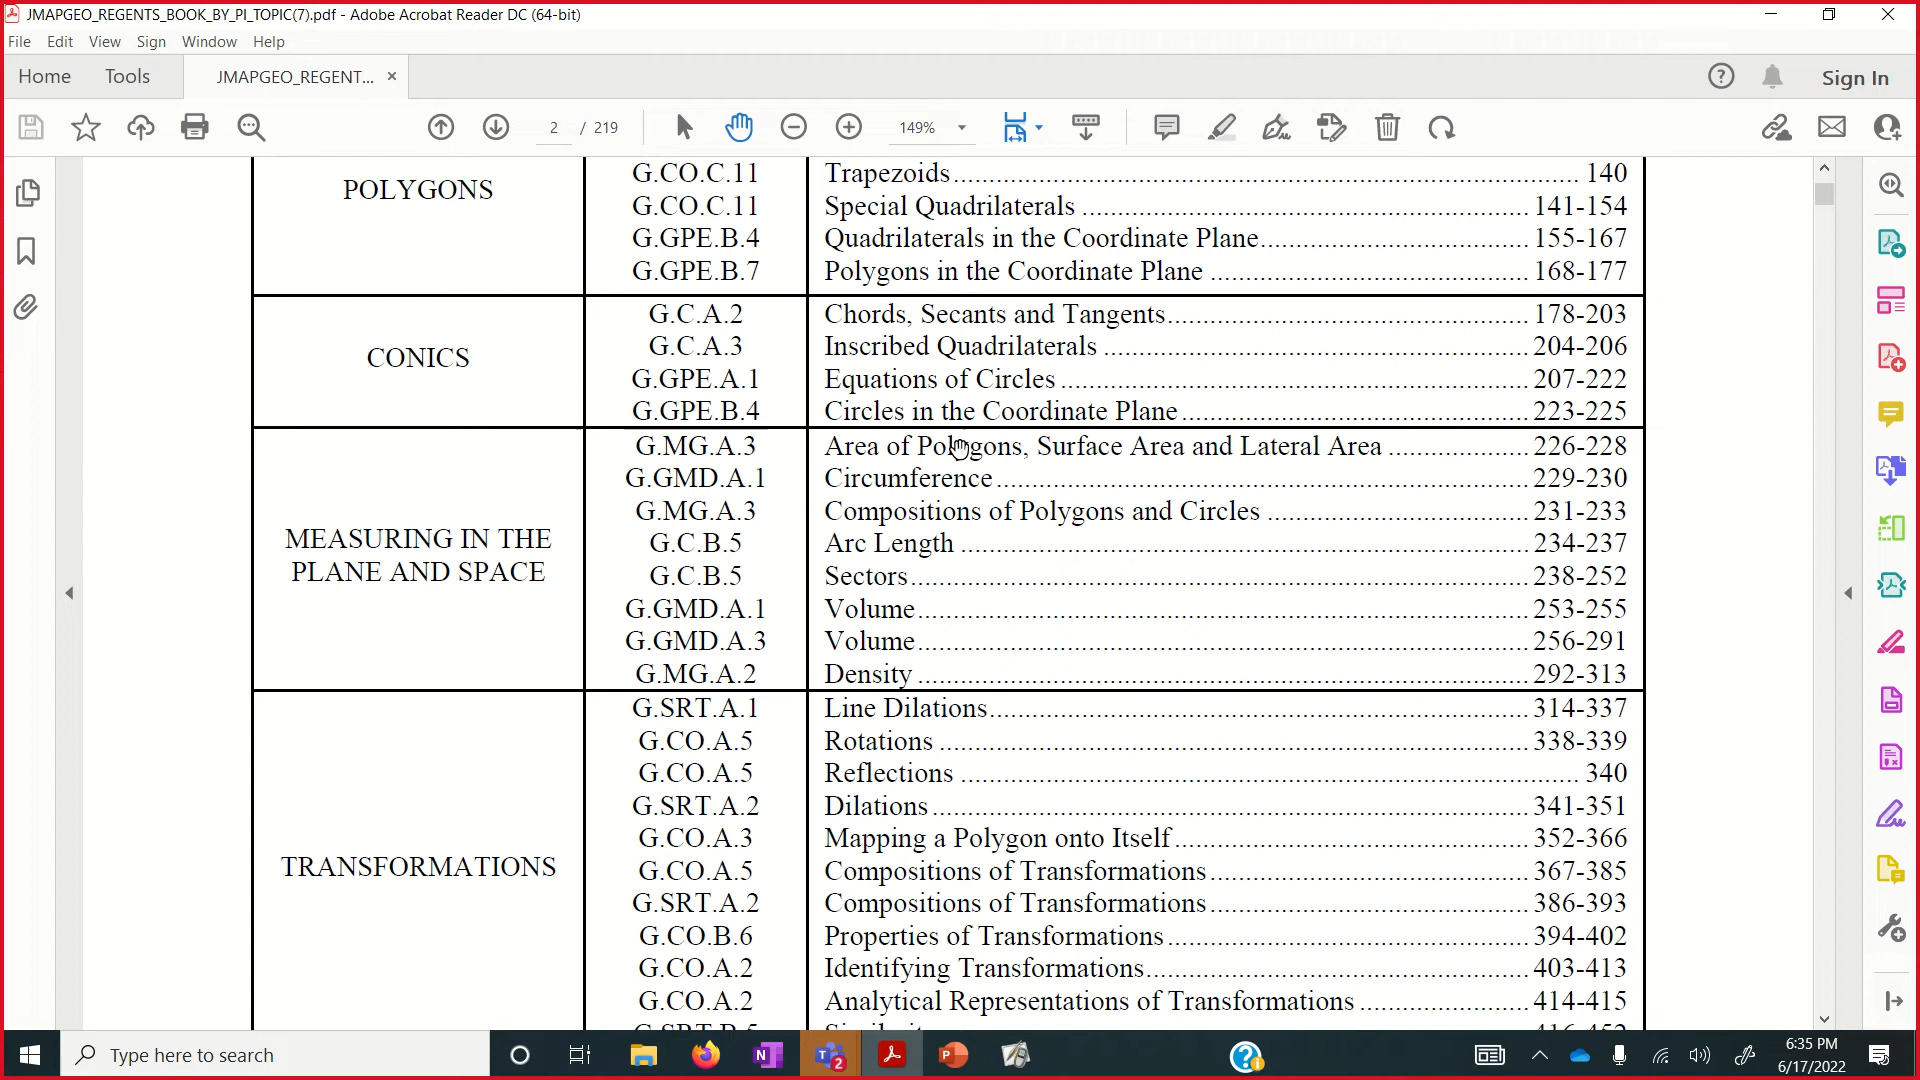 JMAPGEO_REGENTS_BOOK_BY_PI_TOPIC(7).pdf - Adobe Acrobat Reader DC (64-bit)
File Edit View Sign Window Help
Home Tools JMAPGEO_REGENT... × Sign In
2 / 219 149%
POLYGONS
G.CO.C.11 Trapezoids 140
G.CO.C.11 Special Quadrilaterals 141-154
G.GPE.B.4 Quadrilaterals in the Coordinate Plane 155-167
G.GPE.B.7 Polygons in the Coordinate Plane 168-177
CONICS
G.C.A.2 Chords, Secants and Tangents 178-203
G.C.A.3 Inscribed Quadrilaterals 204-206
G.GPE.A.1 Equations of Circles 207-222
G.GPE.B.4 Circles in the Coordinate Plane 223-225
MEASURING IN THE
PLANE AND SPACE
G.MG.A.3 Area of Polygons, Surface Area and Lateral Area 226-228
G.GMD.A.1 Circumference 229-230
G.MG.A.3 Compositions of Polygons and Circles 231-233
G.C.B.5 Arc Length 234-237
G.C.B.5 Sectors 238-252
G.GMD.A.1 Volume 253-255
G.GMD.A.3 Volume 256-291
G.MG.A.2 Density 292-313
TRANSFORMATIONS
G.SRT.A.1 Line Dilations 314-337
G.CO.A.5 Rotations 338-339
G.CO.A.5 Reflections 340
G.SRT.A.2 Dilations 341-351
G.CO.A.3 Mapping a Polygon onto Itself 352-366
G.CO.A.5 Compositions of Transformations 367-385
G.SRT.A.2 Compositions of Transformations 386-393
G.CO.B.6 Properties of Transformations 394-402
G.CO.A.2 Identifying Transformations 403-413
G.CO.A.2 Analytical Representations of Transformations 414-415
Type here to search
2
6:35 PM
6/17/2022